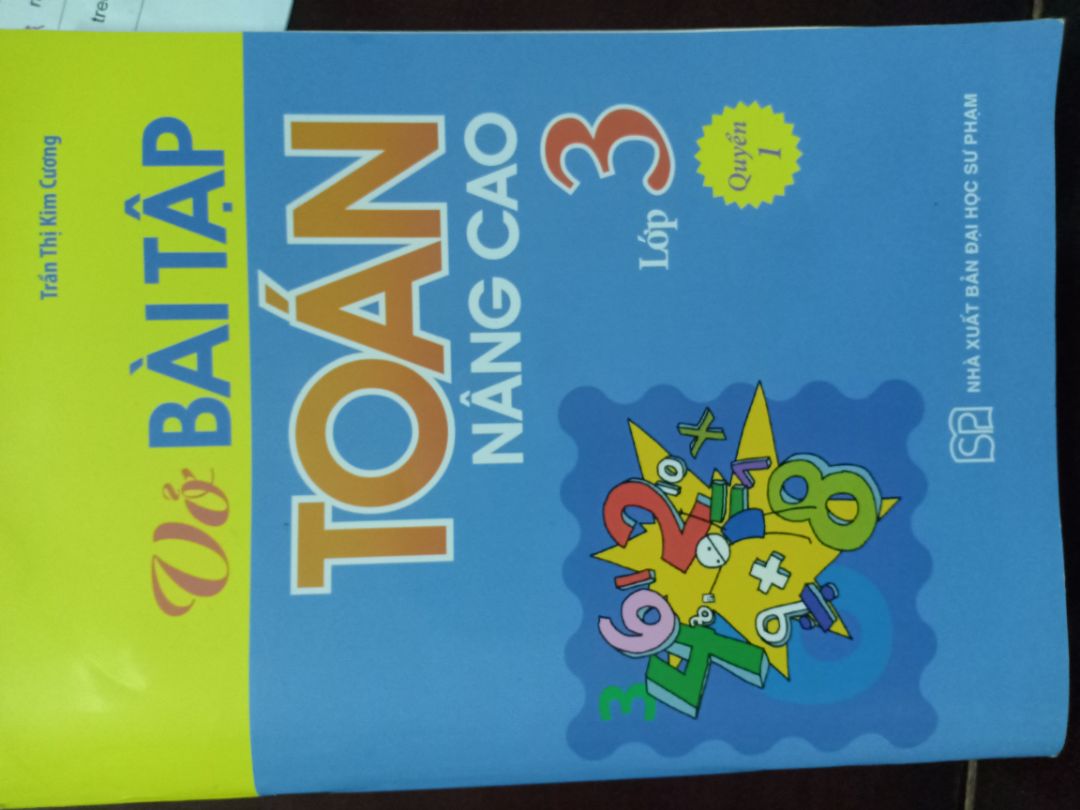 Trần Thị Kim Cương
Vở BÀI TẬP
TOÁN
NÂNG CAO
Lớp 3
Quyển
1
NHÀ XUẤT BẢN ĐẠI HỌC SƯ PHẠM